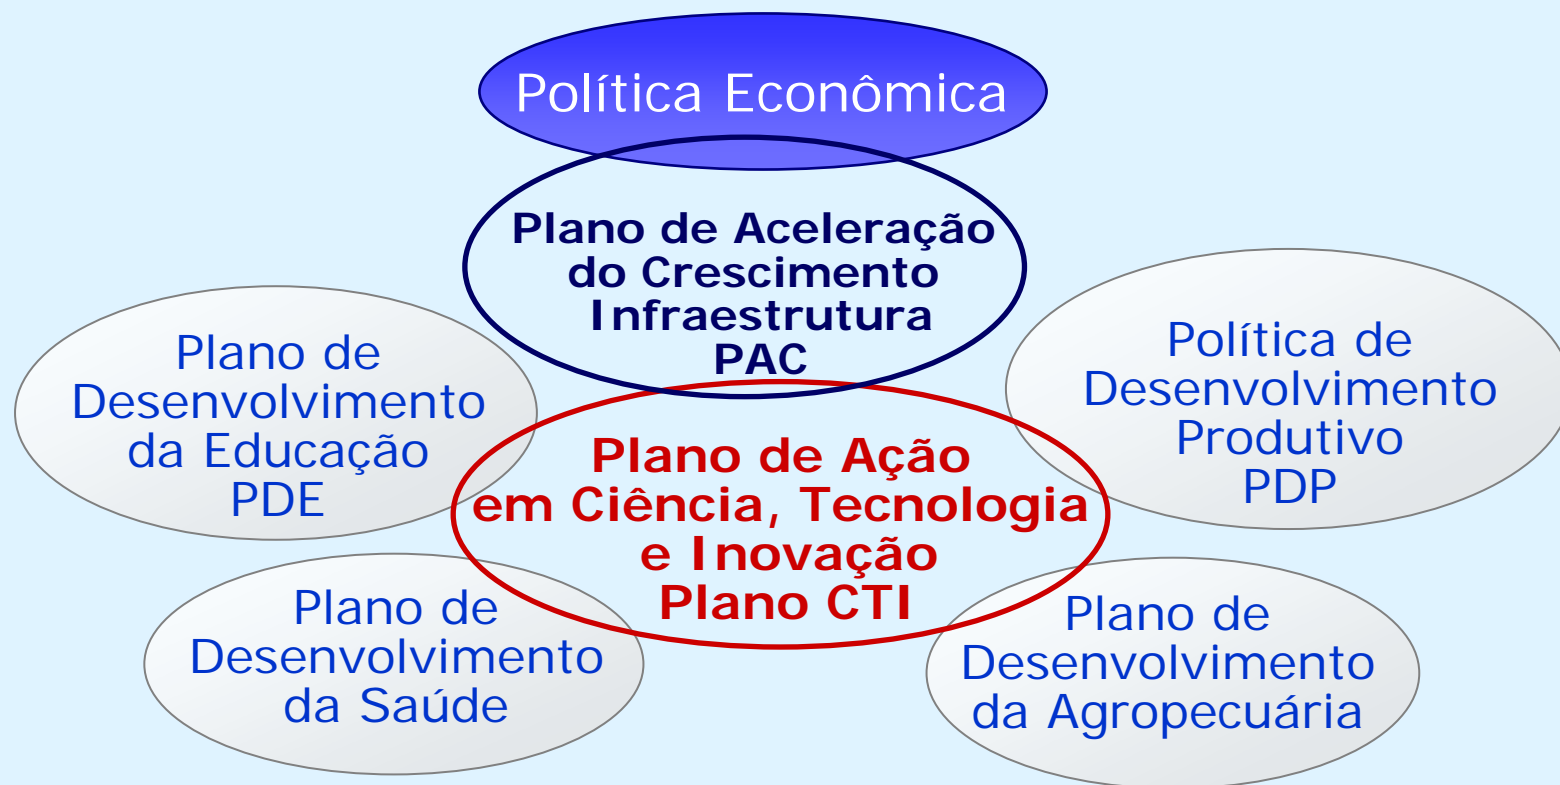 Política Econômica
Plano de Aceleração
do Crescimento
Infraestrutura
PAC
Plano de
Desenvolvimento
da Educação
PDE
Política de
Desenvolvimento
Produtivo
PDP
Plano de Ação
em Ciência, Tecnologia
e Inovação
Plano CTI
Plano de
Desenvolvimento
da Saúde
Plano de
Desenvolvimento
da Agropecuária